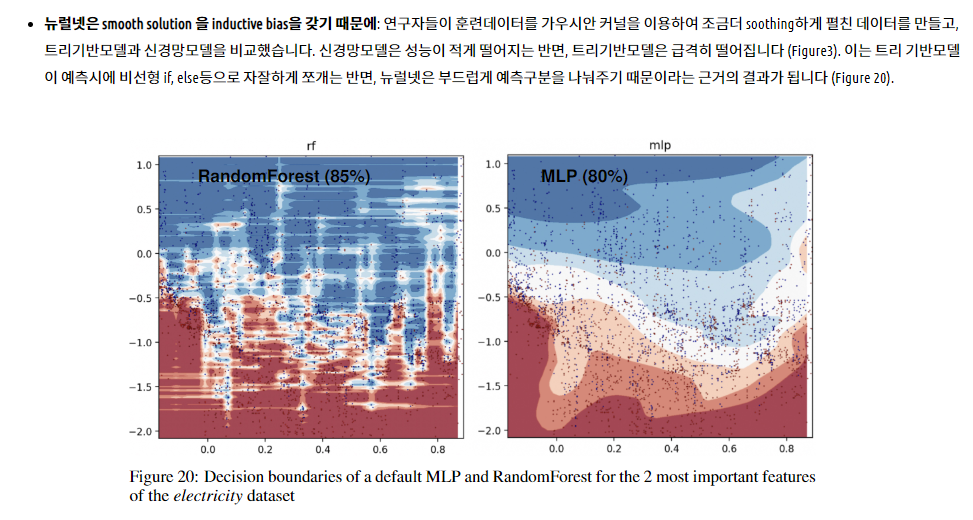 • 뉴럴넷은 smooth solution 을 inductive bias을 갖기 때문에: 연구자들이 훈련데이터를 가우시안 커널을 이용하여 조금더 soothing하게 펼친 데이터를 만들고,
트리기반모델과 신경망모델을 비교했습니다. 신경망모델은 성능이 적게 떨어지는 반면, 트리기반모델은 급격히 떨어집니다 (Figure3). 이는 트리 기반모델
이 예측시에 비선형 if, else등으로 자잘하게 쪼개는 반면, 뉴럴넷은 부드럽게 예측구분을 나눠주기 때문이라는 근거의 결과가 됩니다 (Figure 20).
rf
RandomForest (85%)
1.0
0.5
0.0
−0.5
−1.0
−1.5
−2.0
0.0 0.2 0.4 0.6 0.8
mlp
MLP (80%)
1.0
0.5
0.0
−0.5
−1.0
−1.5
−2.0
0.0 0.2 0.4 0.6 0.8
Figure 20: Decision boundaries of a default MLP and RandomForest for the 2 most important features
of the electricity dataset